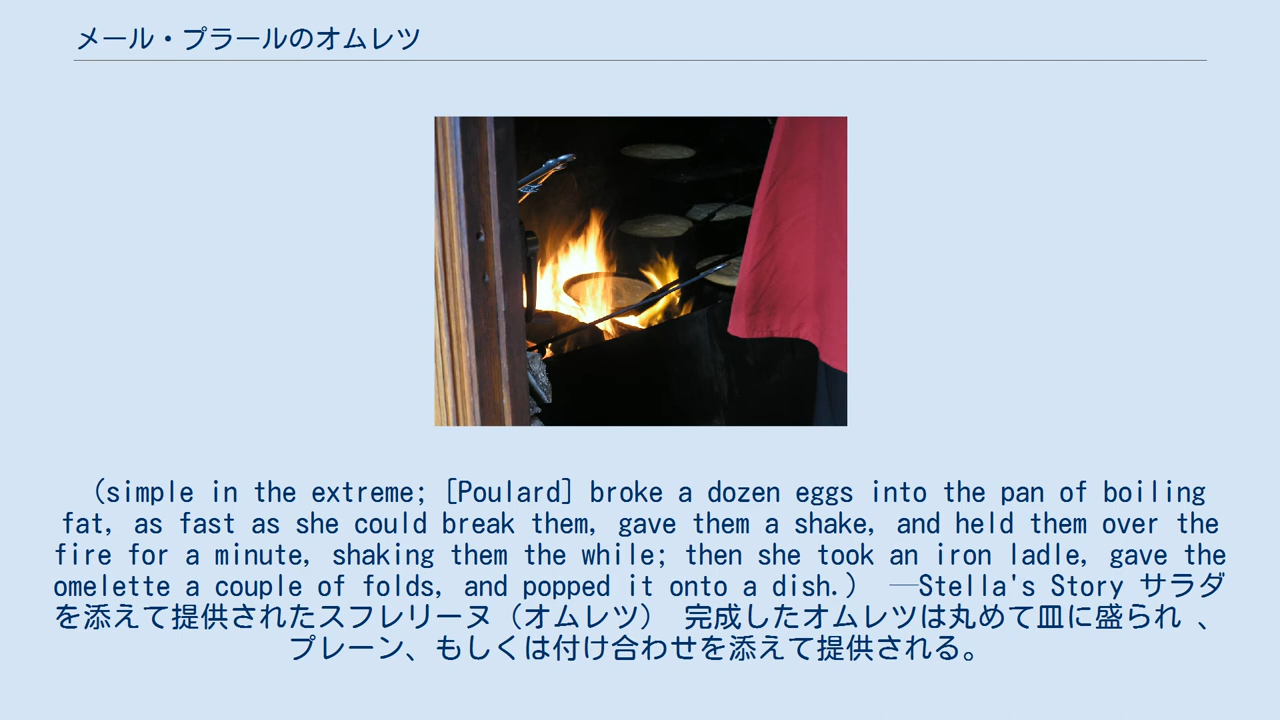 メール・プラールのオムレツ
（simple in the extreme; [Poulard] broke a dozen eggs into the pan of boiling
fat, as fast as she could break them, gave them a shake, and held them over the
fire for a minute, shaking them the while; then she took an iron ladle, gave the
omelette a couple of folds, and popped it onto a dish.） ―Stella's Story サラダ
を添えて提供されたスフレリーヌ（オムレツ） 完成したオムレツは丸めて皿に盛られ 、
プレーン、もしくは付け合わせを添えて提供される。